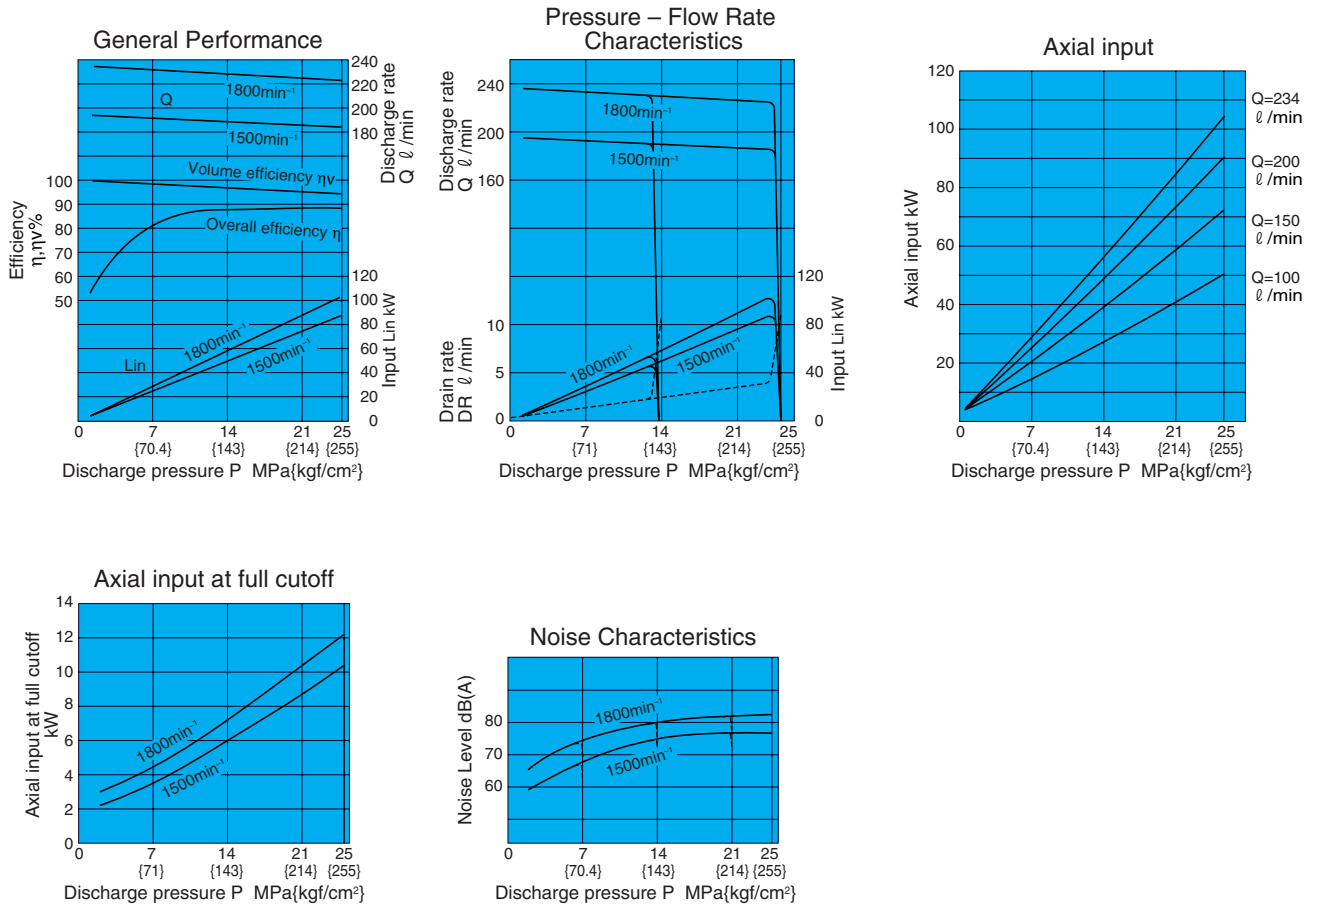 General Performance
240
220
200
180
Discharge rate
Q ℓ/min
1800min⁻¹
Q
1500min⁻¹
Volume efficiency ηv
Overall efficiency η
100
90
80
70
60
50
Efficiency
η,ηv%
120
100
80
60
40
20
0
Input Lin kW
1800min⁻¹
1500min⁻¹
Lin
0 7 14 21 25
{70.4} {143} {214} {255}
Discharge pressure P MPa{kgf/cm²}
Pressure – Flow Rate
Characteristics
240
200
160
Discharge rate
Q ℓ/min
1800min⁻¹
1500min⁻¹
10
5
0
Drain rate
DR ℓ/min
1800min⁻¹
1500min⁻¹
120
80
40
0
Input Lin kW
0 7 14 21 25
{71} {143} {214} {255}
Discharge pressure P MPa{kgf/cm²}
Axial input
120
100
80
60
40
20
Axial input kW
Q=234
ℓ/min
Q=200
ℓ/min
Q=150
ℓ/min
Q=100
ℓ/min
0 7 14 21 25
{70.4} {143} {214} {255}
Discharge pressure P MPa{kgf/cm²}
Axial input at full cutoff
14
12
10
8
6
4
2
0
Axial input at full cutoff
kW
1800min⁻¹
1500min⁻¹
0 7 14 21 25
{71} {143} {214} {255}
Discharge pressure P MPa{kgf/cm²}
Noise Characteristics
80
70
60
Noise Level dB(A)
1800min⁻¹
1500min⁻¹
0 7 14 21 25
{70.4} {143} {214} {255}
Discharge pressure P MPa{kgf/cm²}